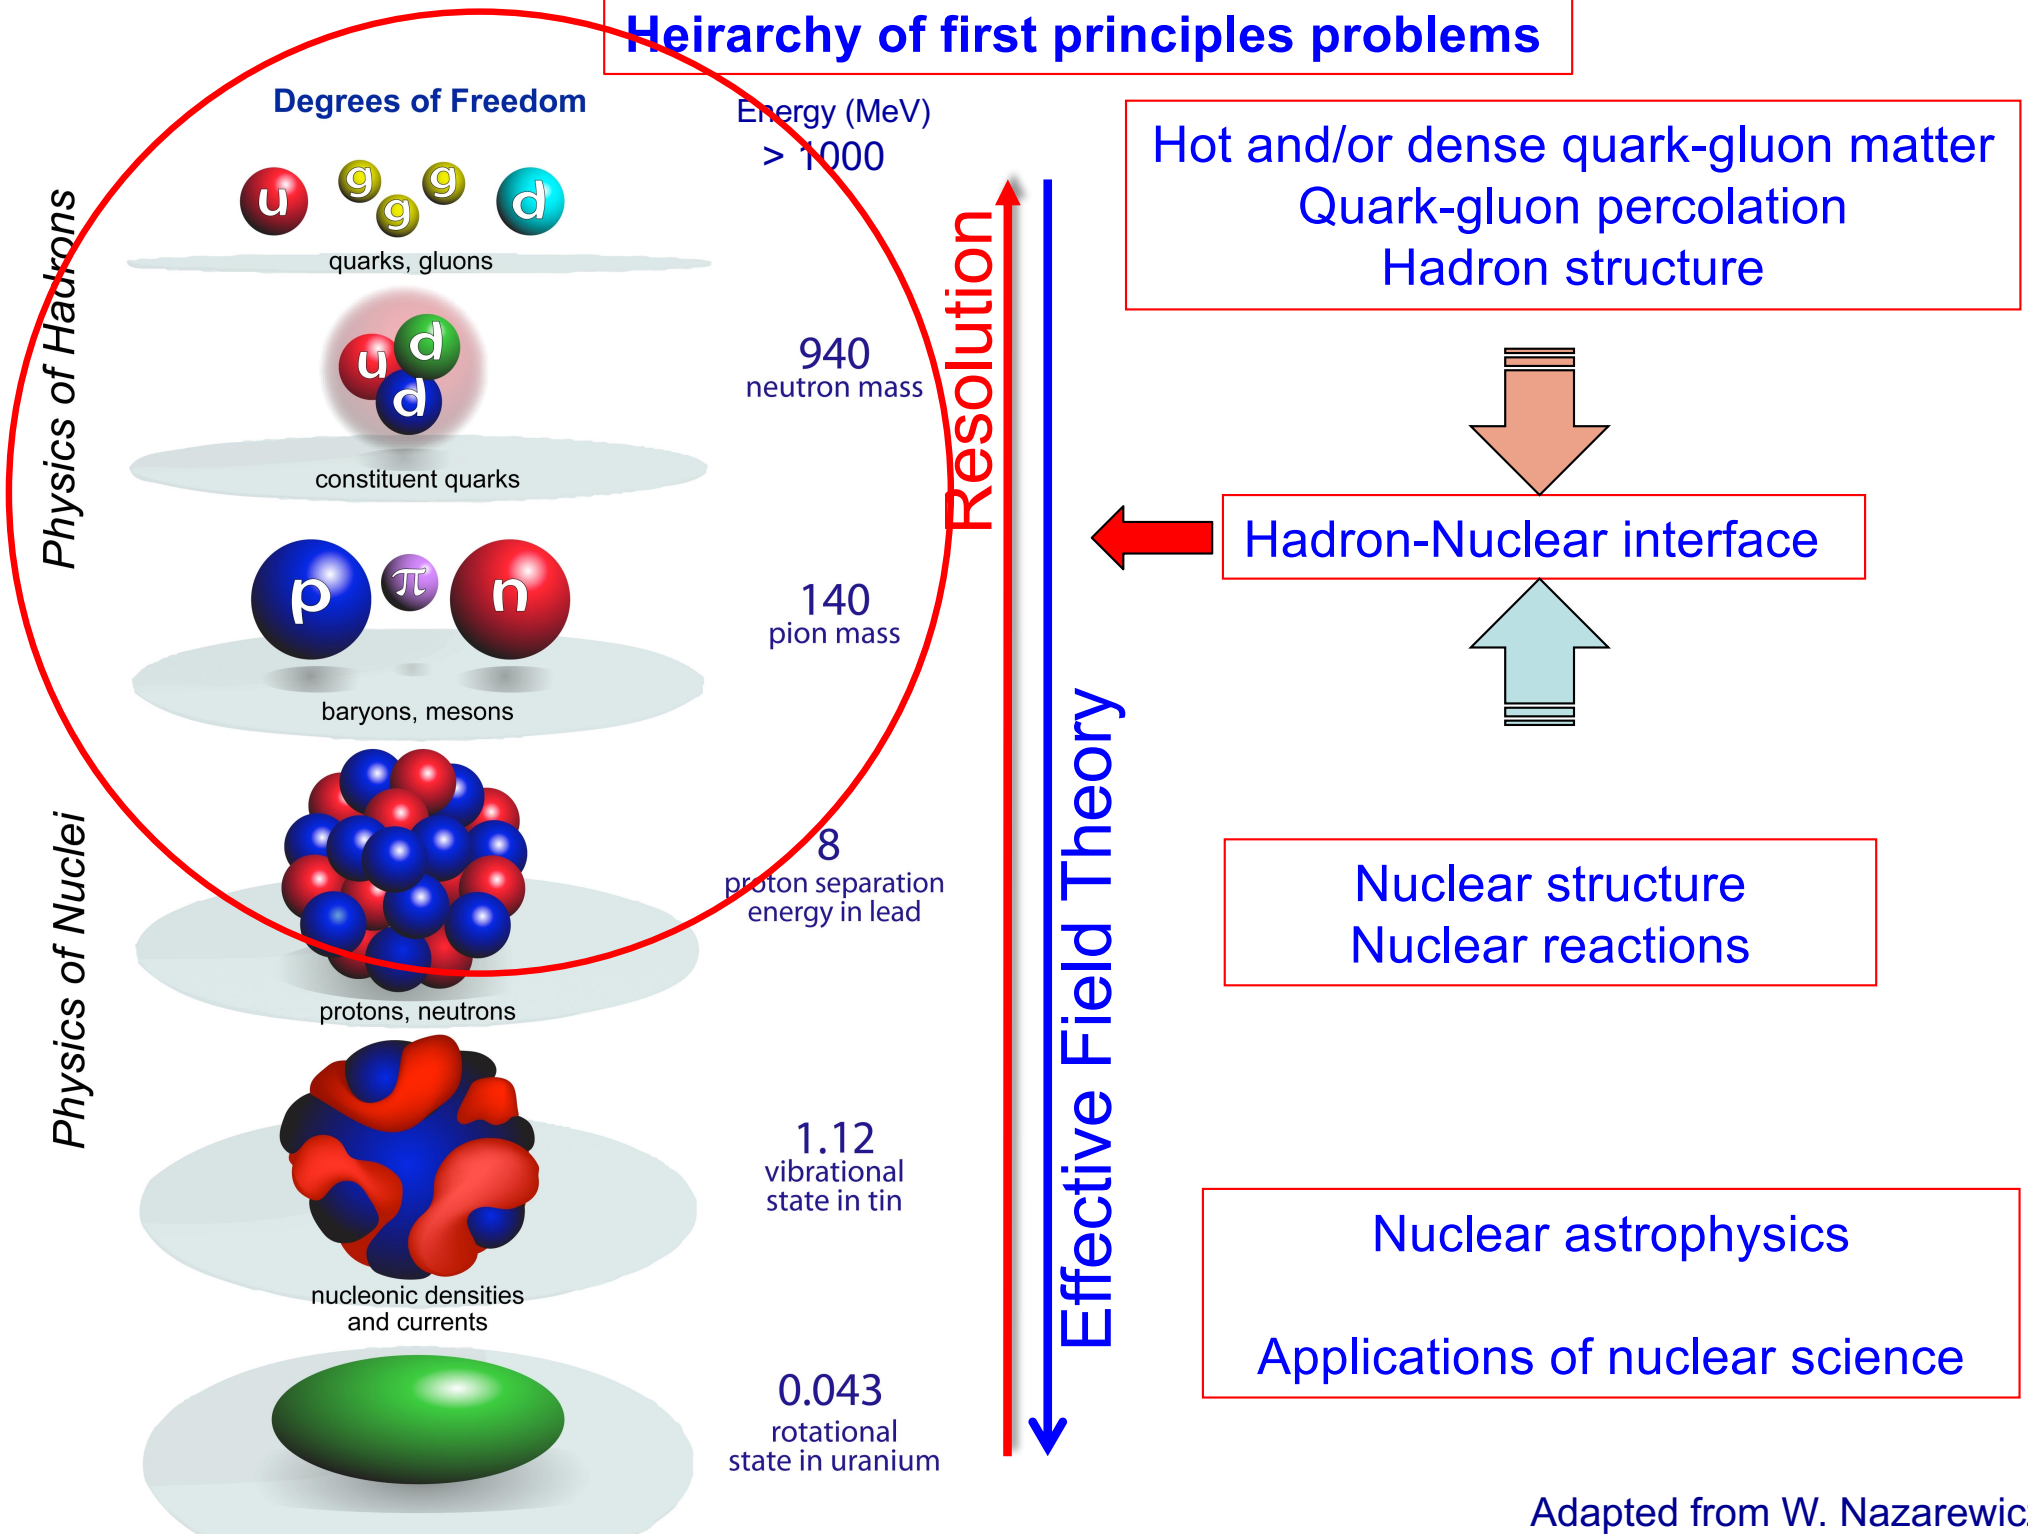 Heirarchy of first principles problems
Degrees of Freedom
Energy (MeV)
> 1000
u g g g d
quarks, gluons
Physics of Hadrons
u d d
940
neutron mass
constituent quarks
p π n
140
pion mass
baryons, mesons
Physics of Nuclei
8
proton separation
energy in lead
protons, neutrons
1.12
vibrational
state in tin
nucleonic densities
and currents
0.043
rotational
state in uranium
Resolution
Effective Field Theory
Hot and/or dense quark-gluon matter
Quark-gluon percolation
Hadron structure
Hadron-Nuclear interface
Nuclear structure
Nuclear reactions
Nuclear astrophysics
Applications of nuclear science
Adapted from W. Nazarewicz